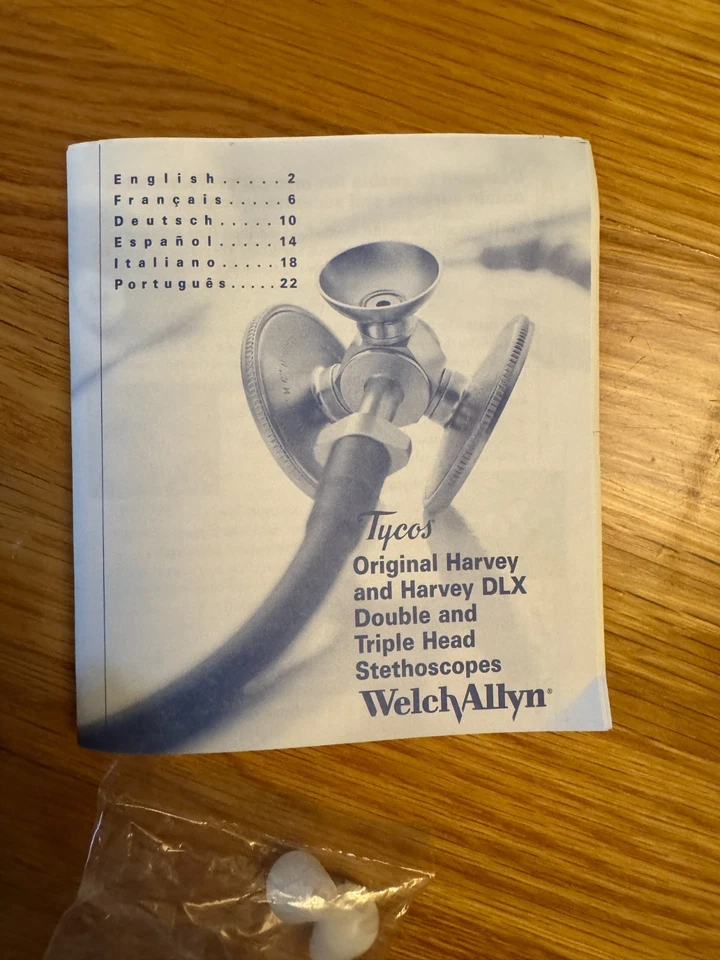 English.....2
Français.....6
Deutsch.....10
Español.....14
Italiano.....18
Português.....22
Tycos
Original Harvey
and Harvey DLX
Double and
Triple Head
Stethoscopes
WelchAllyn®